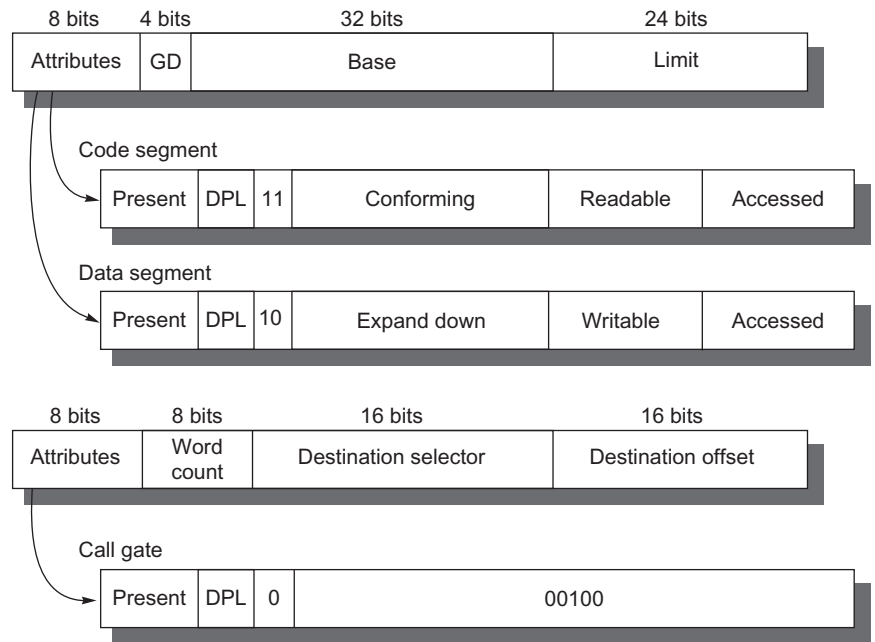 8 bits 4 bits 32 bits 24 bits
Attributes GD Base Limit
Code segment
Present DPL 11 Conforming Readable Accessed
Data segment
Present DPL 10 Expand down Writable Accessed
8 bits 8 bits 16 bits 16 bits
Attributes Word count Destination selector Destination offset
Call gate
Present DPL 0 00100